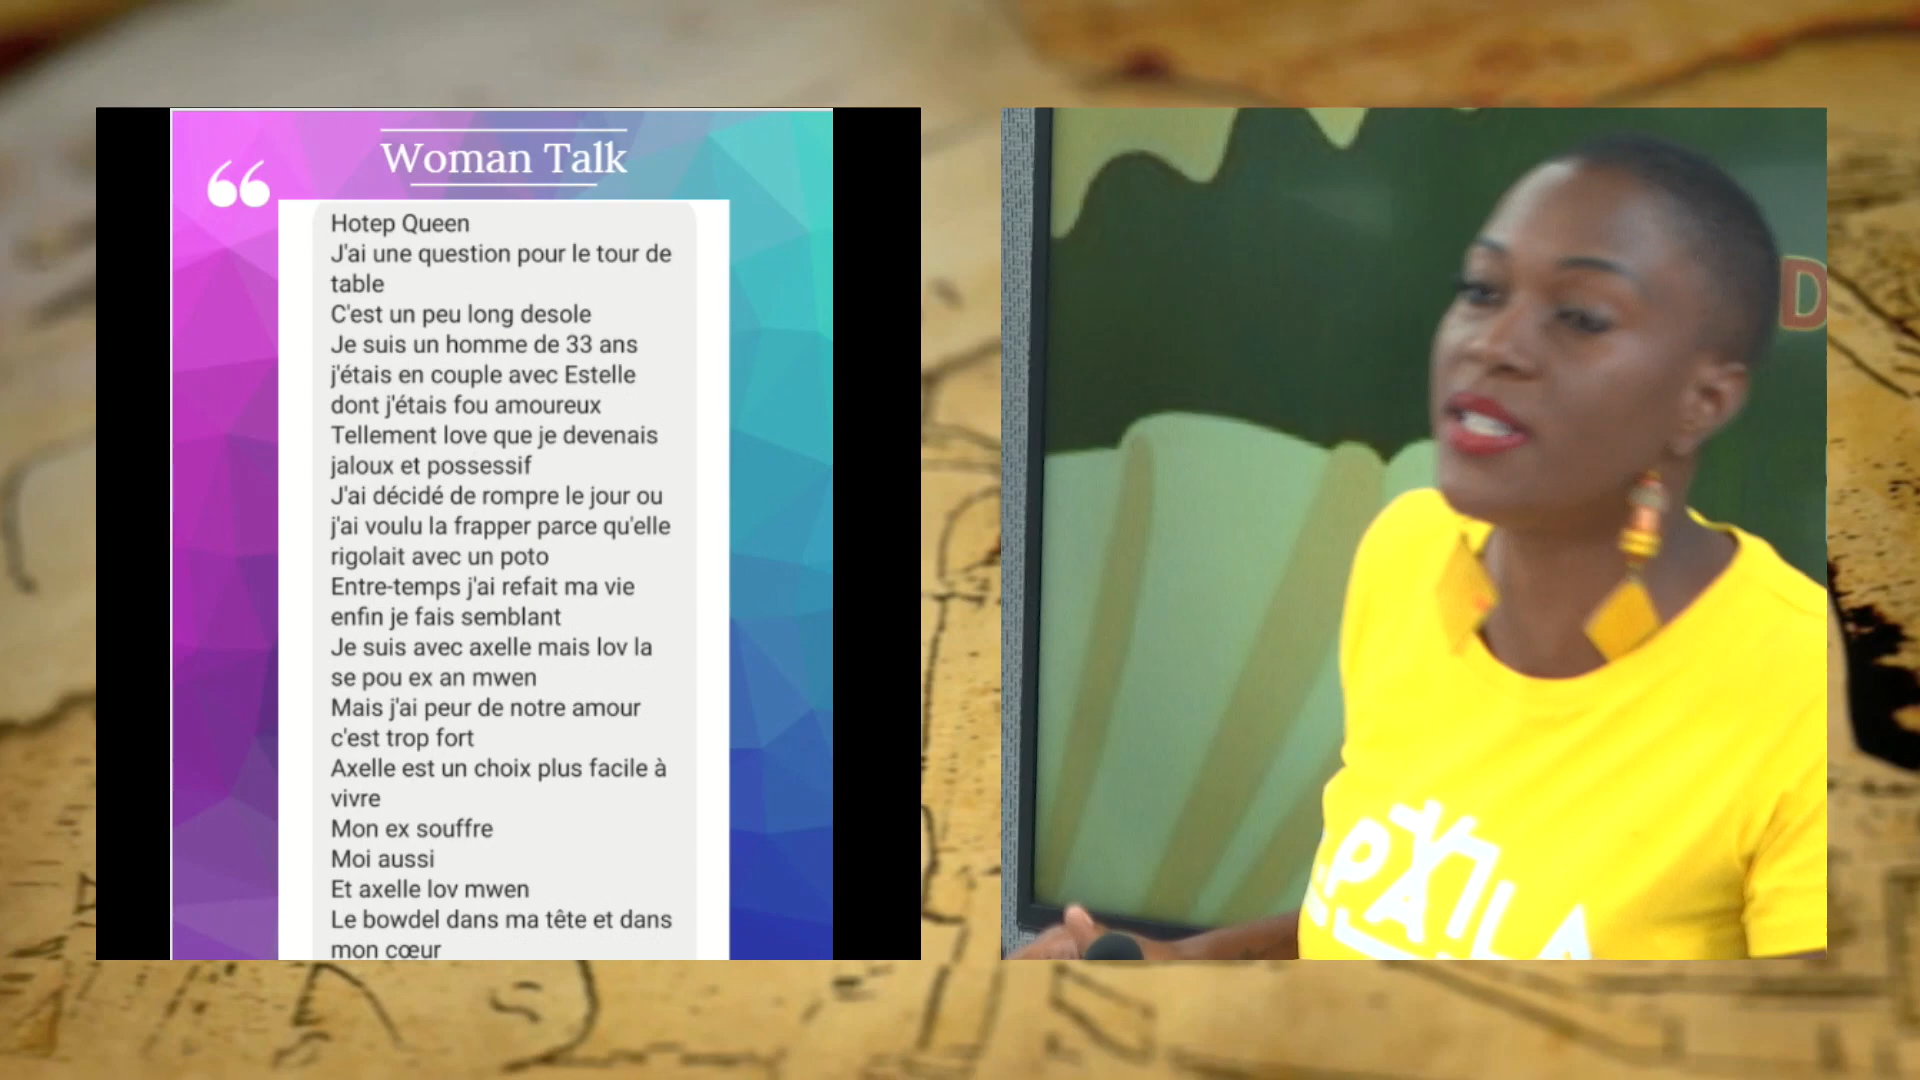 Woman Talk
Hotep Queen
J'ai une question pour le tour de
table
C'est un peu long desole
Je suis un homme de 33 ans
j'étais en couple avec Estelle
dont j'étais fou amoureux
Tellement love que je devenais
jaloux et possessif
J'ai décidé de rompre le jour ou
j'ai voulu la frapper parce qu'elle
rigolait avec un poto
Entre-temps j'ai refait ma vie
enfin je fais semblant
Je suis avec axelle mais lov la
se pou ex an mwen
Mais j'ai peur de notre amour
c'est trop fort
Axelle est un choix plus facile à
vivre
Mon ex souffre
Moi aussi
Et axelle lov mwen
Le bowdel dans ma tête et dans
mon cœur
D